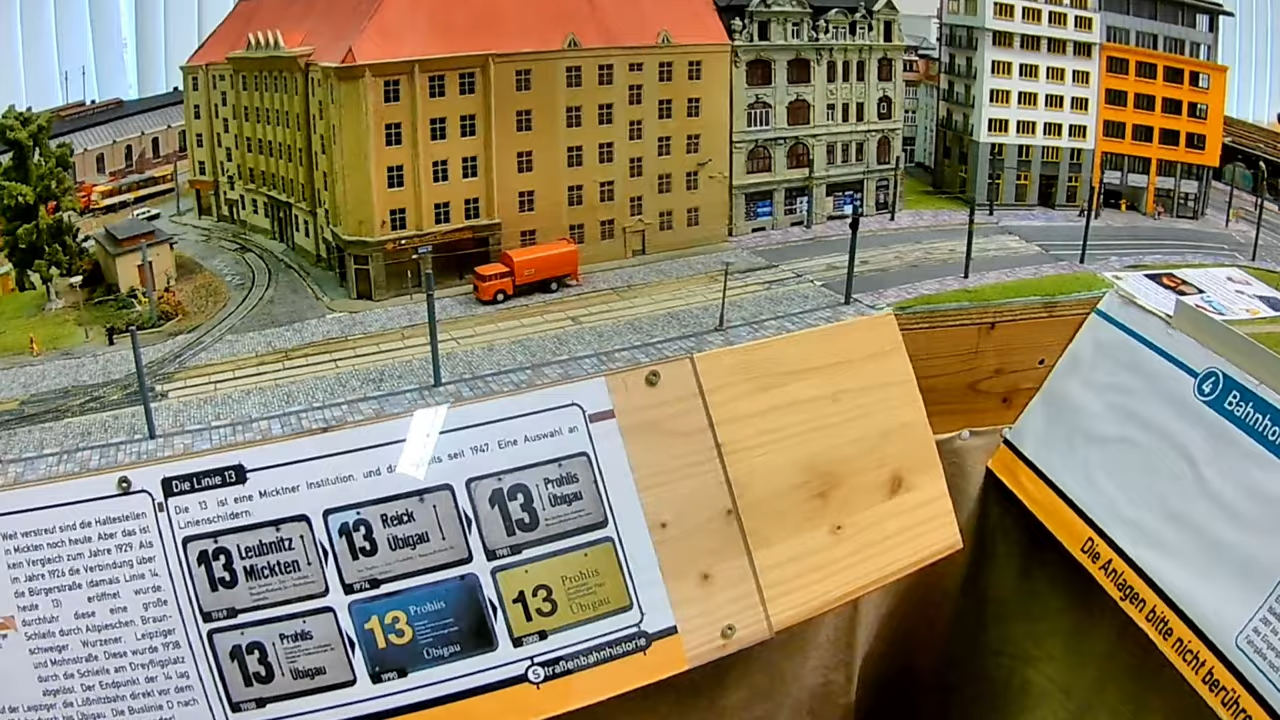 Weit verstreut sind die Haltestellen
in Mickten noch heute. Aber das ist
kein Vergleich zum Jahre 1929. Als
im Jahre 1926 die Verbindung über
die Bürgerstraße (damals Linie 14,
heute 13) eröffnet wurde,
durchfuhr diese eine große
Schleife durch Altpieschen, Braun-
schweiger, Wurzener, Leipziger
und Mohnstraße. Diese wurde 1938
durch die Schleife am Dreyßigplatz
abgelöst. Der Endpunkt der 14 lag
der Leipziger, die Lößnitzbahn direkt vor dem
bis Übigau. Die Buslinie D nach
Die Linie 13
Die 13 ist eine Micktner Institution, und das seit 1947. Eine Auswahl an
Linienschildern:
13 Leubnitz
Mickten
1969
13 Reick
Übigau
1974
13 Prohlis
Übigau
1981
13 Prohlis
Übigau
1988
13 Prohlis
Übigau
1990
13 Prohlis
Übigau
2000
Straßenbahnhistorie
4 Bahnho
Die Anlagen bitte nicht berühre